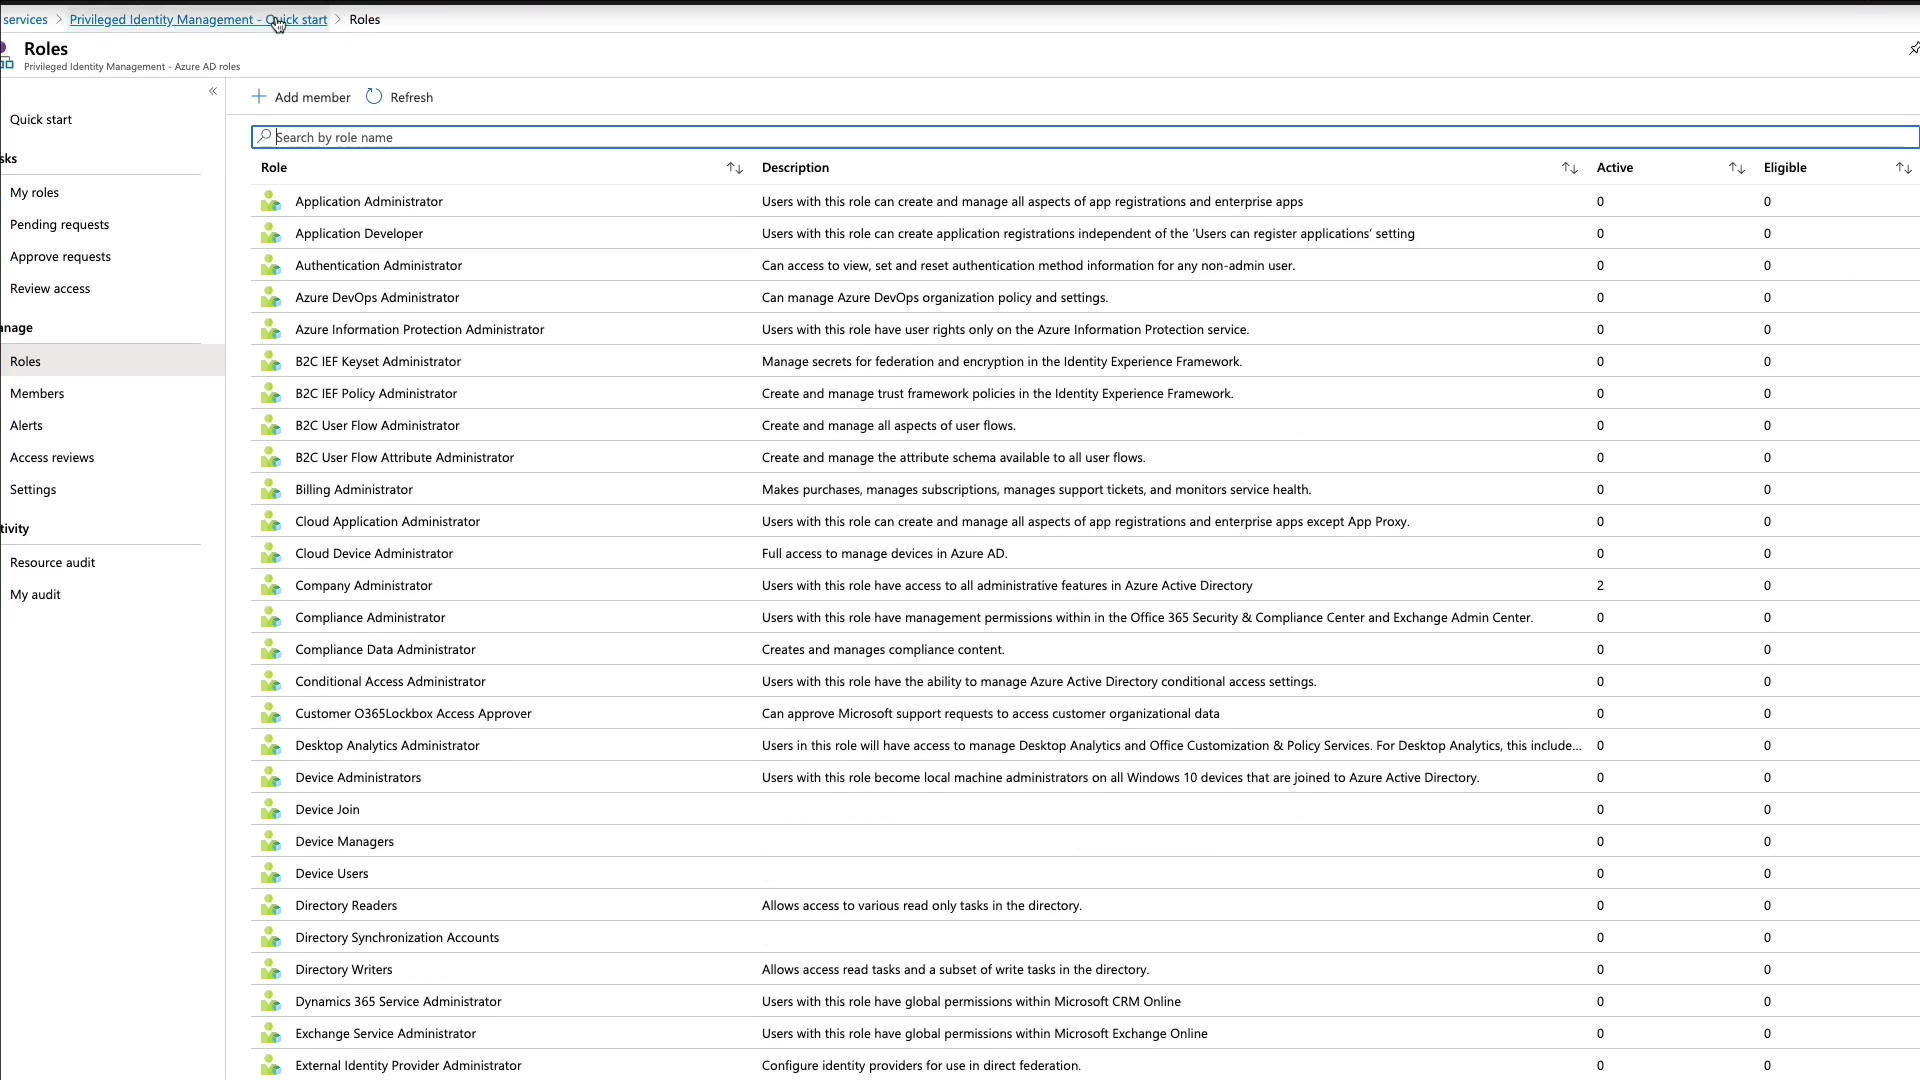 services > Privileged Identity Management - Quick start > Roles
Roles
Privileged Identity Management - Azure AD roles
«
Quick start
sks
My roles
Pending requests
Approve requests
Review access
anage
Roles
Members
Alerts
Access reviews
Settings
tivity
Resource audit
My audit
+ Add member Refresh
Search by role name
Role Description Active Eligible
Application Administrator Users with this role can create and manage all aspects of app registrations and enterprise apps 0 0
Application Developer Users with this role can create application registrations independent of the 'Users can register applications' setting 0 0
Authentication Administrator Can access to view, set and reset authentication method information for any non-admin user. 0 0
Azure DevOps Administrator Can manage Azure DevOps organization policy and settings. 0 0
Azure Information Protection Administrator Users with this role have user rights only on the Azure Information Protection service. 0 0
B2C IEF Keyset Administrator Manage secrets for federation and encryption in the Identity Experience Framework. 0 0
B2C IEF Policy Administrator Create and manage trust framework policies in the Identity Experience Framework. 0 0
B2C User Flow Administrator Create and manage all aspects of user flows. 0 0
B2C User Flow Attribute Administrator Create and manage the attribute schema available to all user flows. 0 0
Billing Administrator Makes purchases, manages subscriptions, manages support tickets, and monitors service health. 0 0
Cloud Application Administrator Users with this role can create and manage all aspects of app registrations and enterprise apps except App Proxy. 0 0
Cloud Device Administrator Full access to manage devices in Azure AD. 0 0
Company Administrator Users with this role have access to all administrative features in Azure Active Directory 2 0
Compliance Administrator Users with this role have management permissions within in the Office 365 Security & Compliance Center and Exchange Admin Center. 0 0
Compliance Data Administrator Creates and manages compliance content. 0 0
Conditional Access Administrator Users with this role have the ability to manage Azure Active Directory conditional access settings. 0 0
Customer O365Lockbox Access Approver Can approve Microsoft support requests to access customer organizational data 0 0
Desktop Analytics Administrator Users in this role will have access to manage Desktop Analytics and Office Customization & Policy Services. For Desktop Analytics, this include... 0 0
Device Administrators Users with this role become local machine administrators on all Windows 10 devices that are joined to Azure Active Directory. 0 0
Device Join 0 0
Device Managers 0 0
Device Users 0 0
Directory Readers Allows access to various read only tasks in the directory. 0 0
Directory Synchronization Accounts 0 0
Directory Writers Allows access read tasks and a subset of write tasks in the directory. 0 0
Dynamics 365 Service Administrator Users with this role have global permissions within Microsoft CRM Online 0 0
Exchange Service Administrator Users with this role have global permissions within Microsoft Exchange Online 0 0
External Identity Provider Administrator Configure identity providers for use in direct federation. 0 0